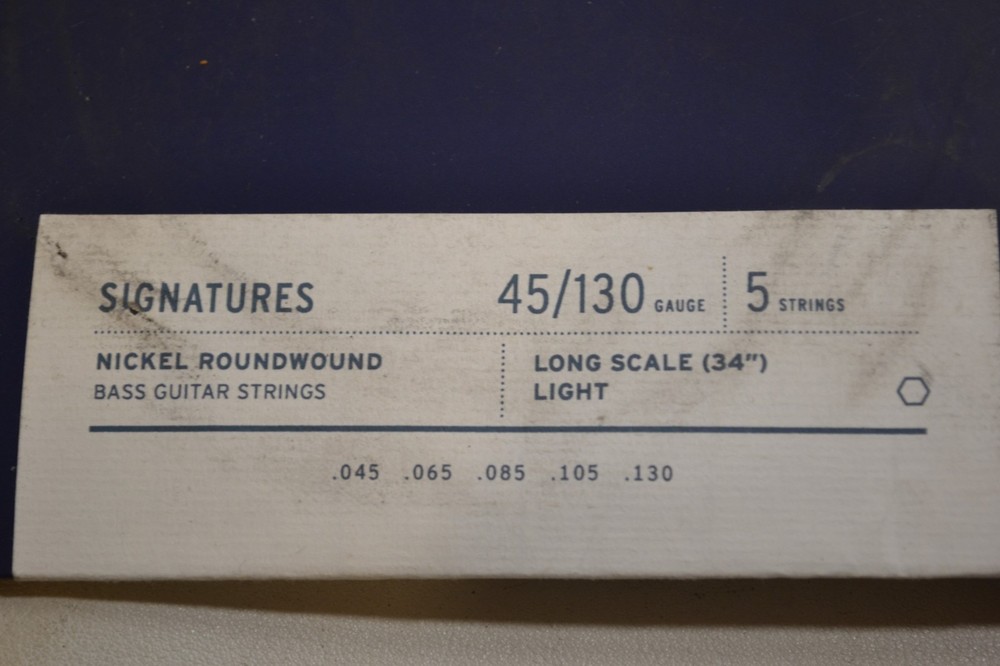 SIGNATURES 45/130 GAUGE 5 STRINGS
NICKEL ROUNDWOUND LONG SCALE (34")
BASS GUITAR STRINGS LIGHT
.045 .065 .085 .105 .130